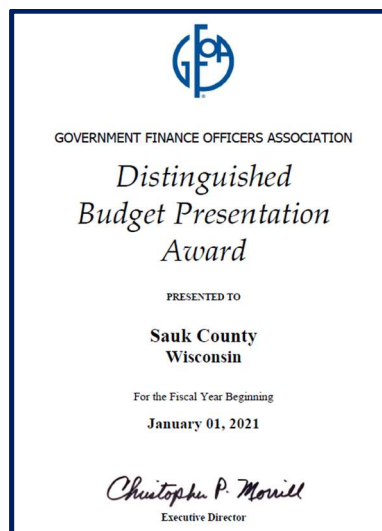 GFOA
GOVERNMENT FINANCE OFFICERS ASSOCIATION
Distinguished
Budget Presentation
Award
PRESENTED TO
Sauk County
Wisconsin
For the Fiscal Year Beginning
January 01, 2021
Christopher P. Morrill
Executive Director